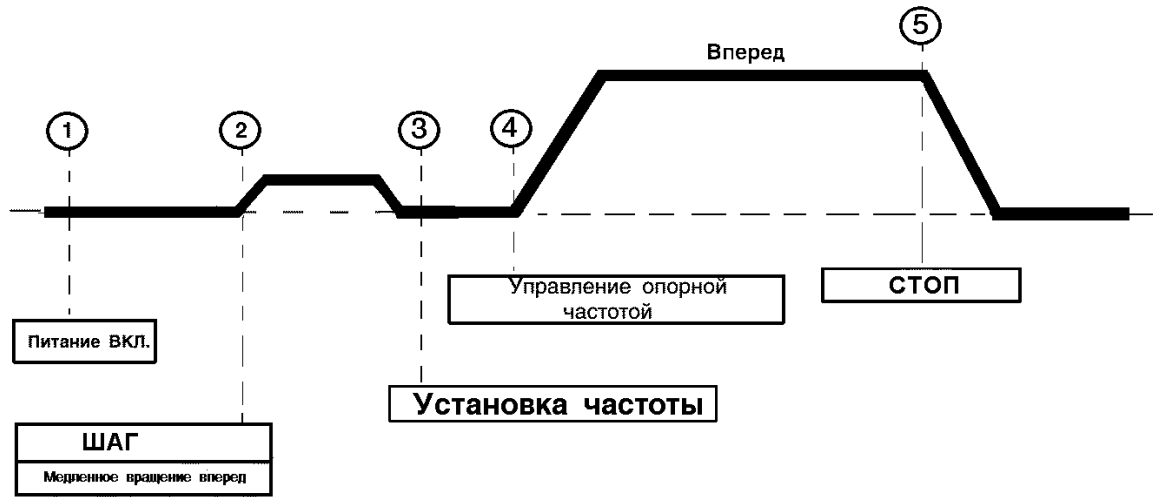 5
Вперед
1
2
3
4
Управление опорной
частотой
СТОП
Питание ВКЛ.
Установка частоты
ШАГ
Медленное вращение вперед